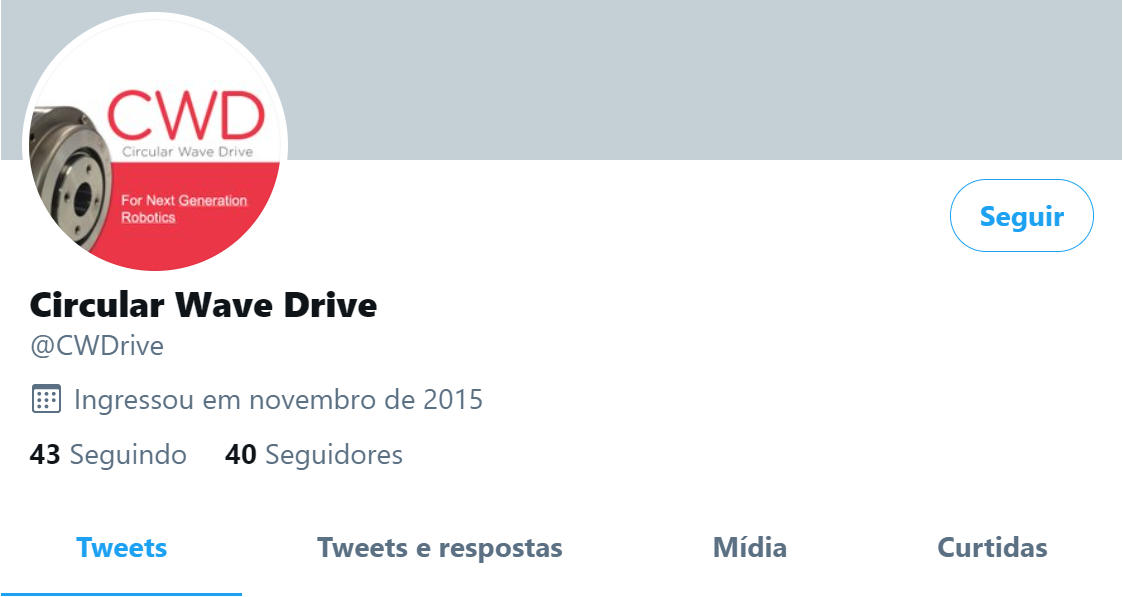 CWD
Circular Wave Drive
For Next Generation
Robotics
Seguir
Circular Wave Drive
@CWDrive
Ingressou em novembro de 2015
43 Seguindo 40 Seguidores
Tweets Tweets e respostas Mídia Curtidas